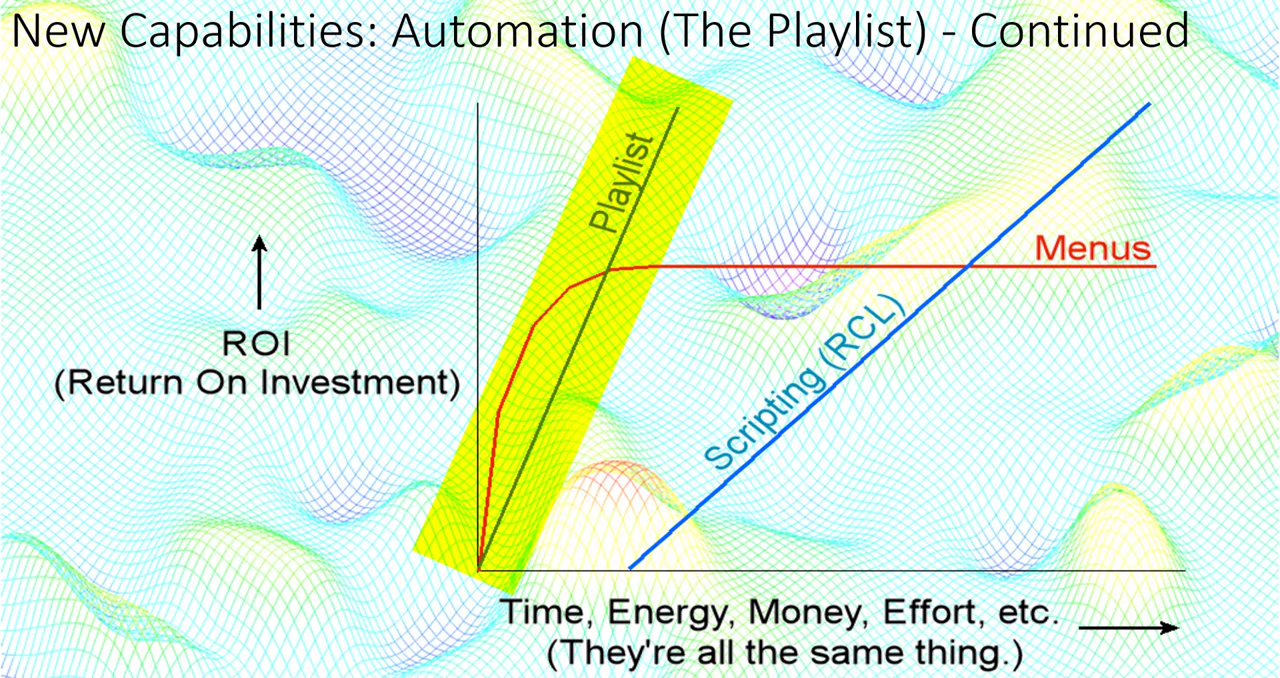 New Capabilities: Automation (The Playlist) - Continued
Playlist
Menus
Scripting (RCL)
ROI
(Return On Investment)
Time, Energy, Money, Effort, etc.
(They're all the same thing.)